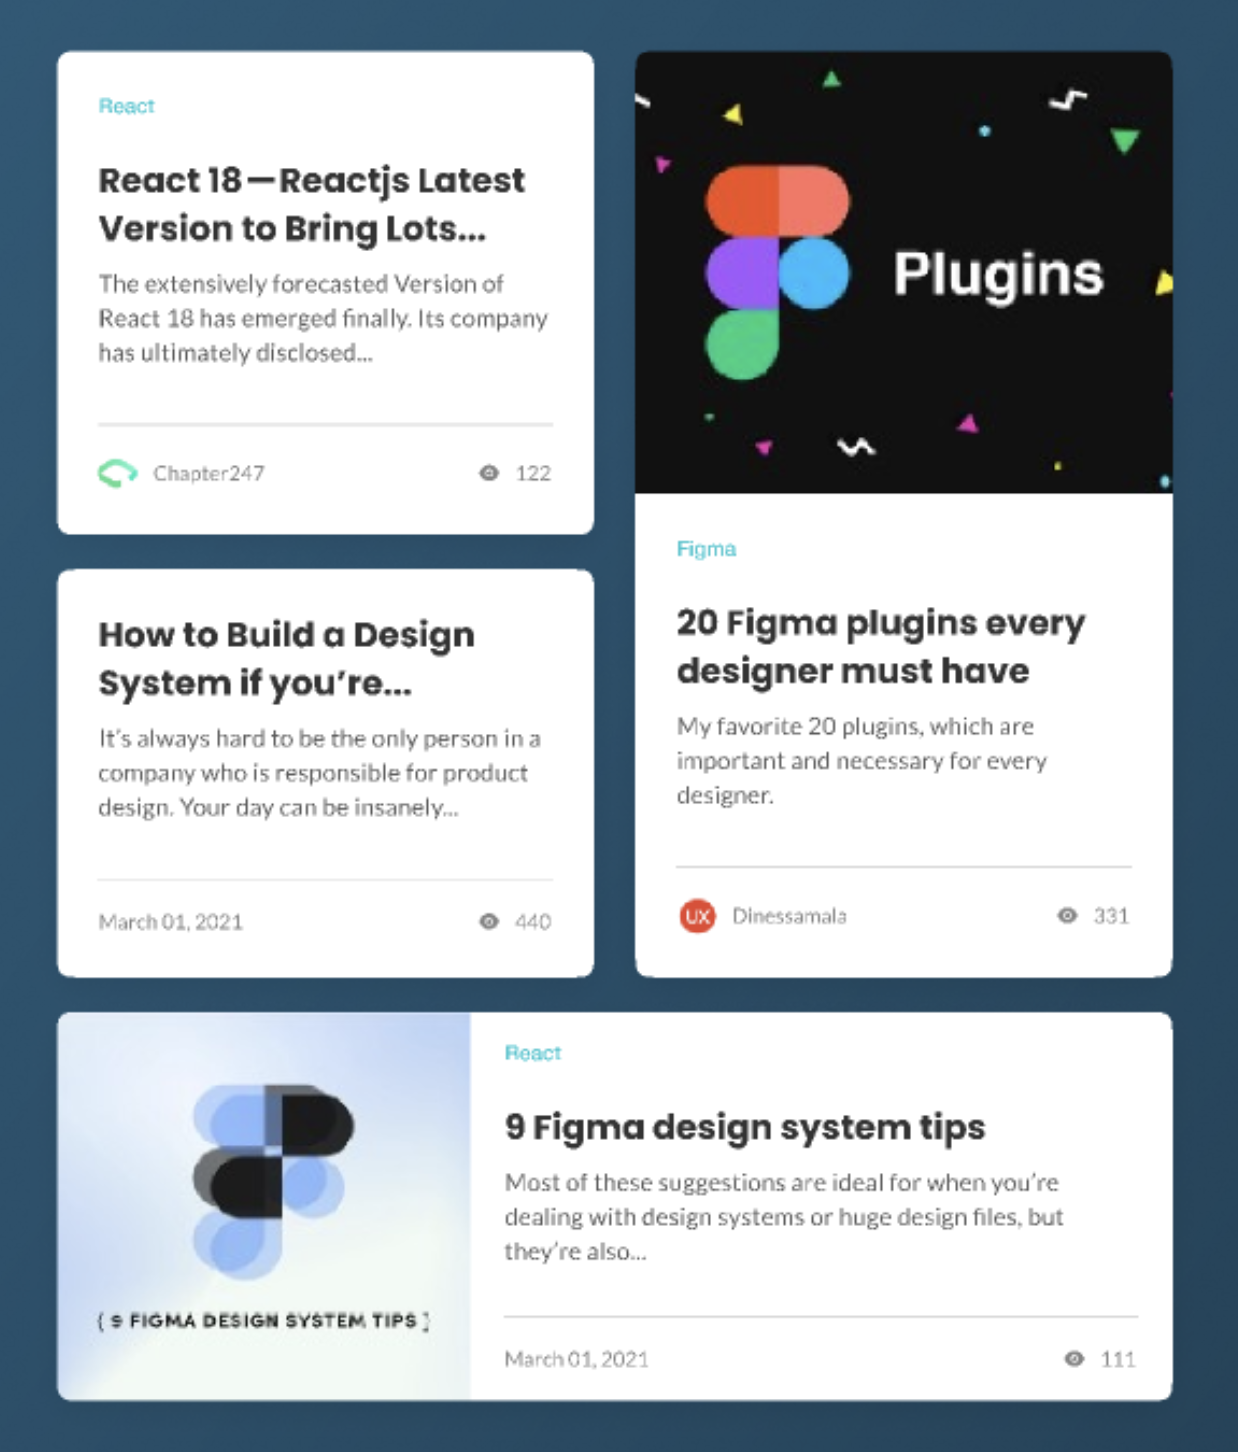 React
React 18—Reactjs Latest
Version to Bring Lots...
The extensively forecasted Version of
React 18 has emerged finally. Its company
has ultimately disclosed...
Chapter247
122
Plugins
Figma
20 Figma plugins every
designer must have
My favorite 20 plugins, which are
important and necessary for every
designer.
UX
Dinessamala
331
How to Build a Design
System if you’re...
It’s always hard to be the only person in a
company who is responsible for product
design. Your day can be insanely...
March 01, 2021
440
{ 9 FIGMA DESIGN SYSTEM TIPS }
React
9 Figma design system tips
Most of these suggestions are ideal for when you’re
dealing with design systems or huge design files, but
they’re also...
March 01, 2021
111